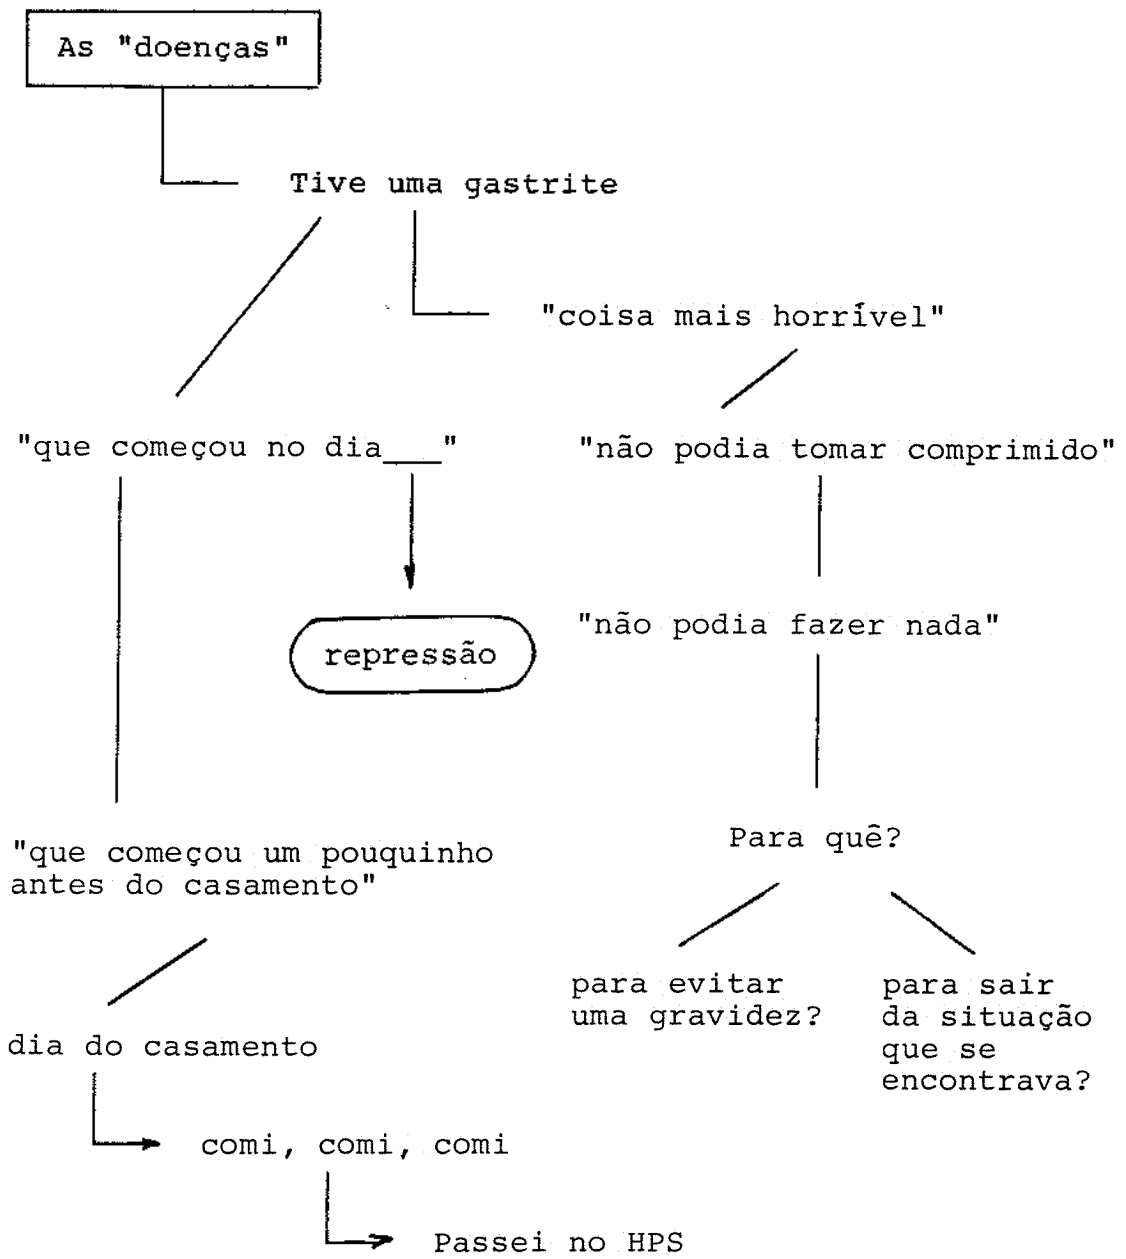 As "doenças"
Tive uma gastrite
"coisa mais horrível"
"que começou no dia___"
"não podia tomar comprimido"
repressão
"não podia fazer nada"
Para quê?
"que começou um pouquinho
antes do casamento"
para evitar
uma gravidez?
para sair
da situação
que se
encontrava?
dia do casamento
comi, comi, comi
Passei no HPS